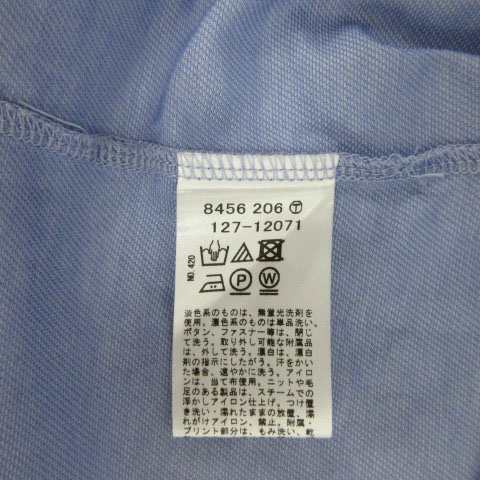 8456 206 ㋢
127-12071
NO.420
P W
淡色系のものは、無蛍光洗剤を
使用。濃色系のものは単品洗い。
ボタン、ファスナー等は、閉じ
て洗う。取り外し可能な附属品
は、外して洗う。漂白は、漂白
剤の指示にしたがう。汗をかい
た場合、速やかに洗う。アイロ
ンは、当て布使用。ニットや毛
足のある製品は、スチームでの
浮かしアイロン仕上げ。つけ置
き洗い・濡れたままの放置、濡
れがけアイロン、禁止。附属・
プリント部分は、もみ洗い、乾